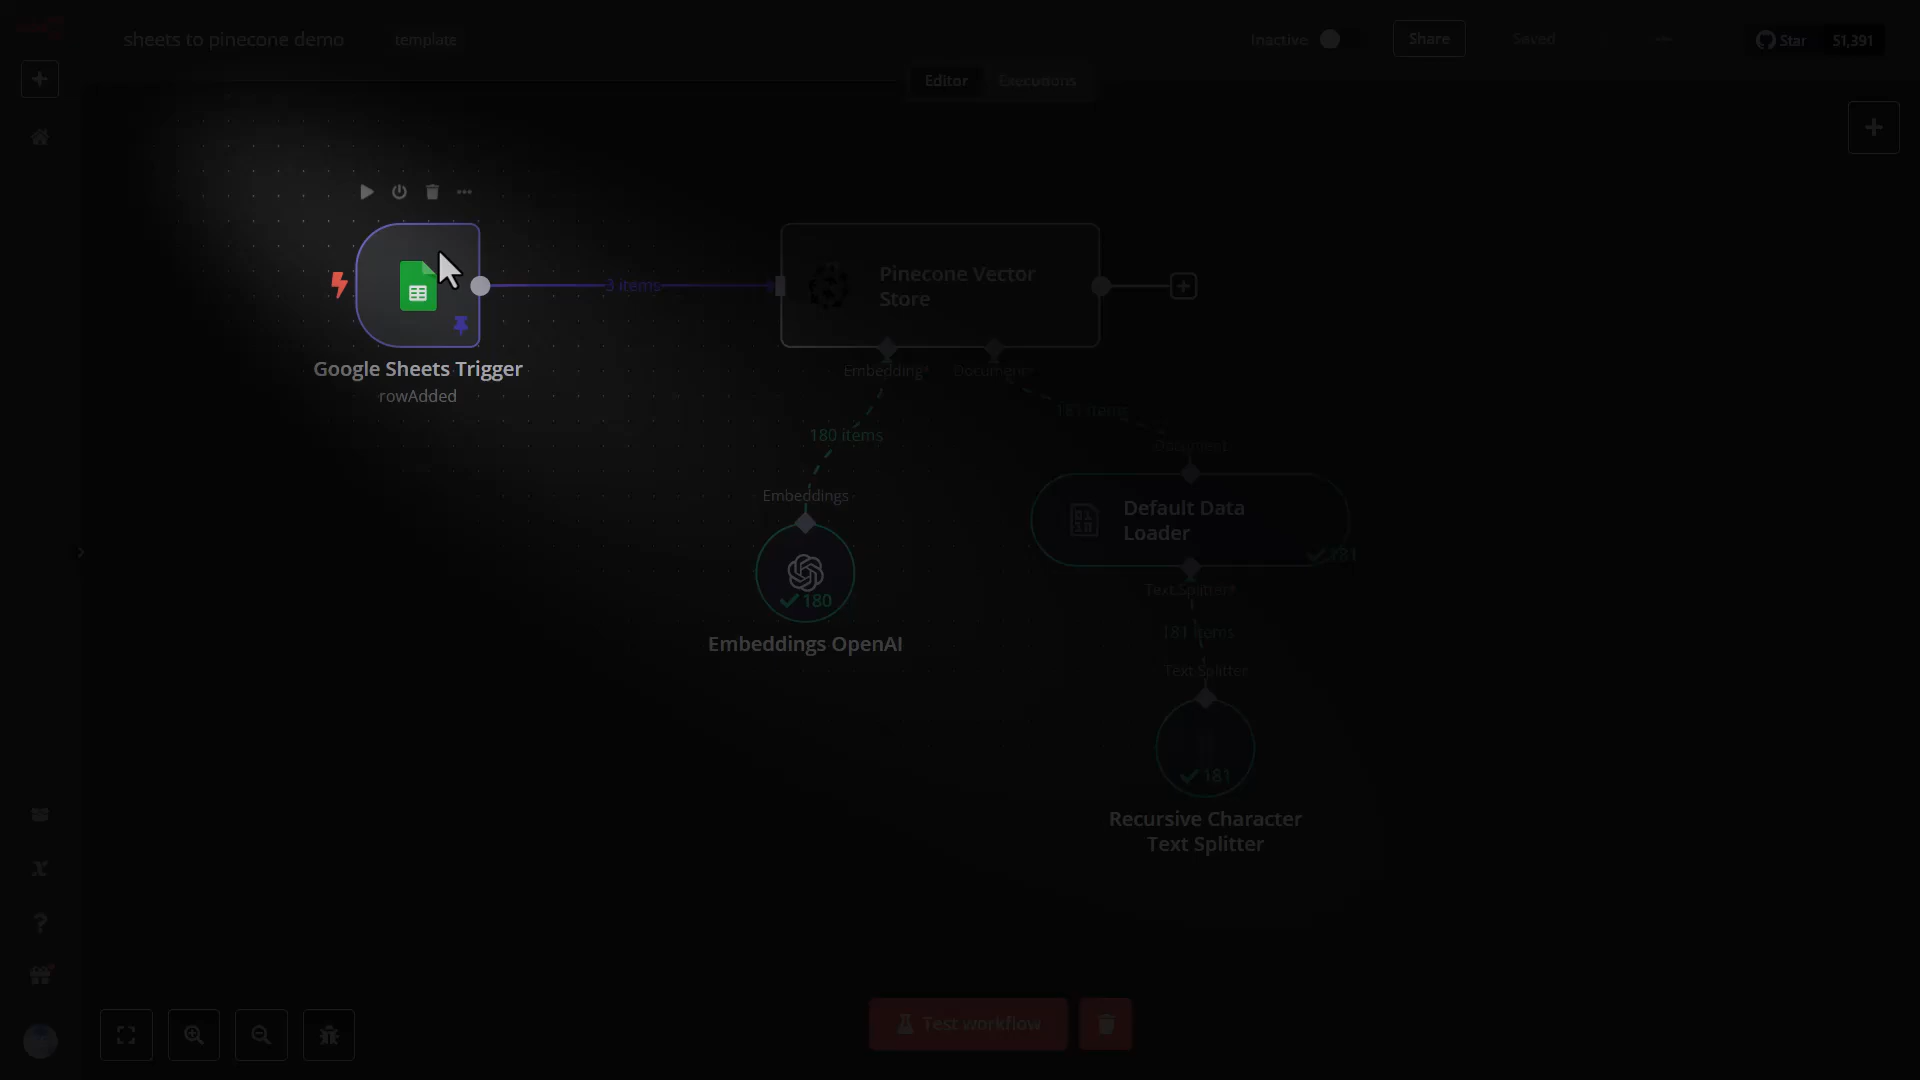 sheets to pinecone demo
template
Inactive
Share
Saved
Star
51,391
Editor
Executions
3 items
Pinecone Vector
Store
Google Sheets Trigger
rowAdded
Embedding*
Document*
180 items
181 items
Document
Embeddings
Default Data
Loader
181
180
Embeddings OpenAI
Text Splitter*
181 items
Text Splitter
181
Recursive Character
Text Splitter
Test workflow